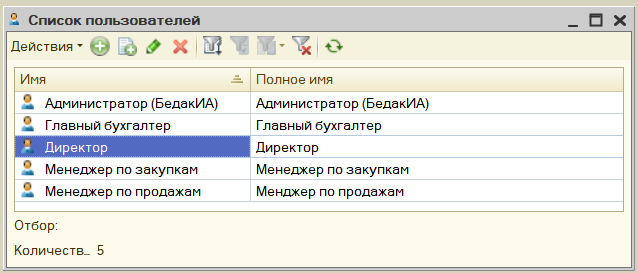 Список пользователей
Действия
Имя Полное имя
Администратор (БедакИА) Администратор (БедакИА)
Главный бухгалтер Главный бухгалтер
Директор Директор
Менеджер по закупкам Менеджер по закупкам
Менеджер по продажам Менджер по продажам
Отбор:
Количеств... 5